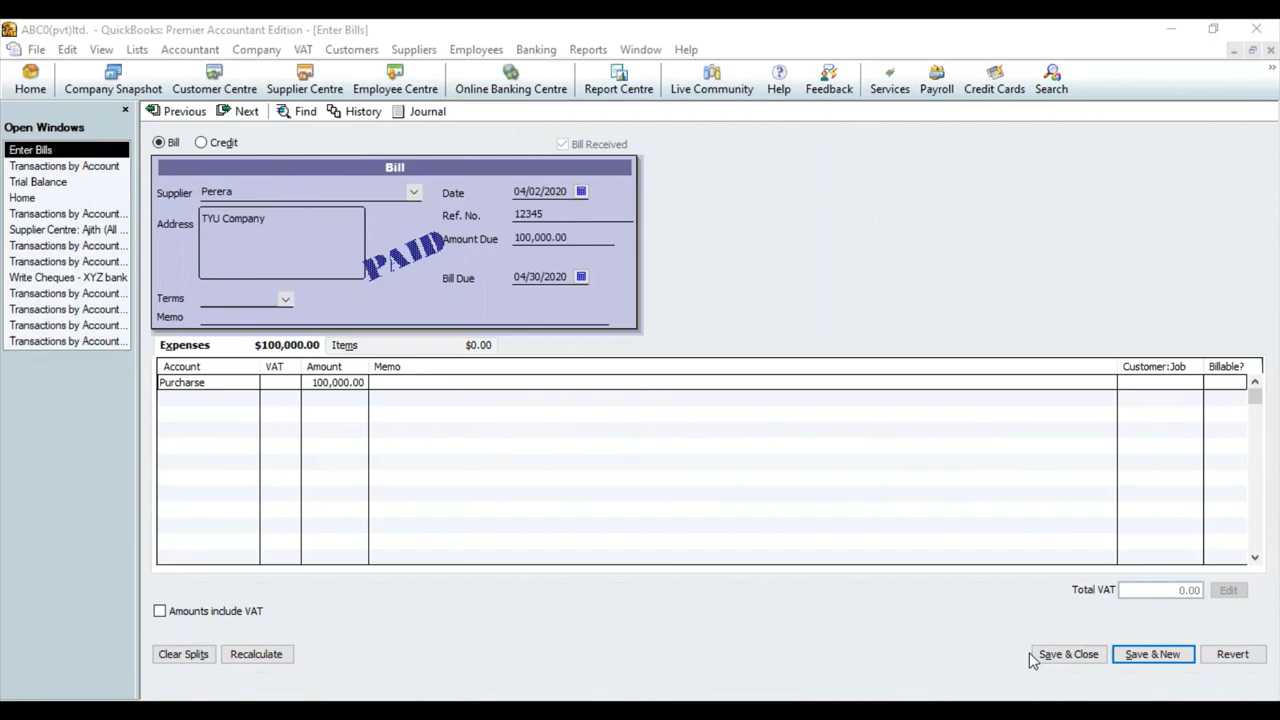 ABC0(pvt)ltd. - QuickBooks: Premier Accountant Edition - [Enter Bills]
File Edit View Lists Accountant Company VAT Customers Suppliers Employees Banking Reports Window Help
Home Company Snapshot Customer Centre Supplier Centre Employee Centre Online Banking Centre Report Centre Live Community Help Feedback Services Payroll Credit Cards Search
Previous Next Find History Journal
Open Windows
Enter Bills
Transactions by Account
Trial Balance
Home
Transactions by Account...
Supplier Centre: Ajith (All ...
Transactions by Account...
Transactions by Account...
Write Cheques - XYZ bank
Transactions by Account...
Transactions by Account...
Transactions by Account...
Transactions by Account...
Bill Credit Bill Received
Bill
Supplier Perera Date 04/02/2020
Ref. No. 12345
Address TYU Company
PAID
Amount Due 100,000.00
Bill Due 04/30/2020
Terms
Memo
Expenses $100,000.00 Items $0.00
Account VAT Amount Memo Customer:Job Billable?
Purcharse 100,000.00
Total VAT 0.00 Edit
Amounts include VAT
Clear Splits Recalculate Save & Close Save & New Revert